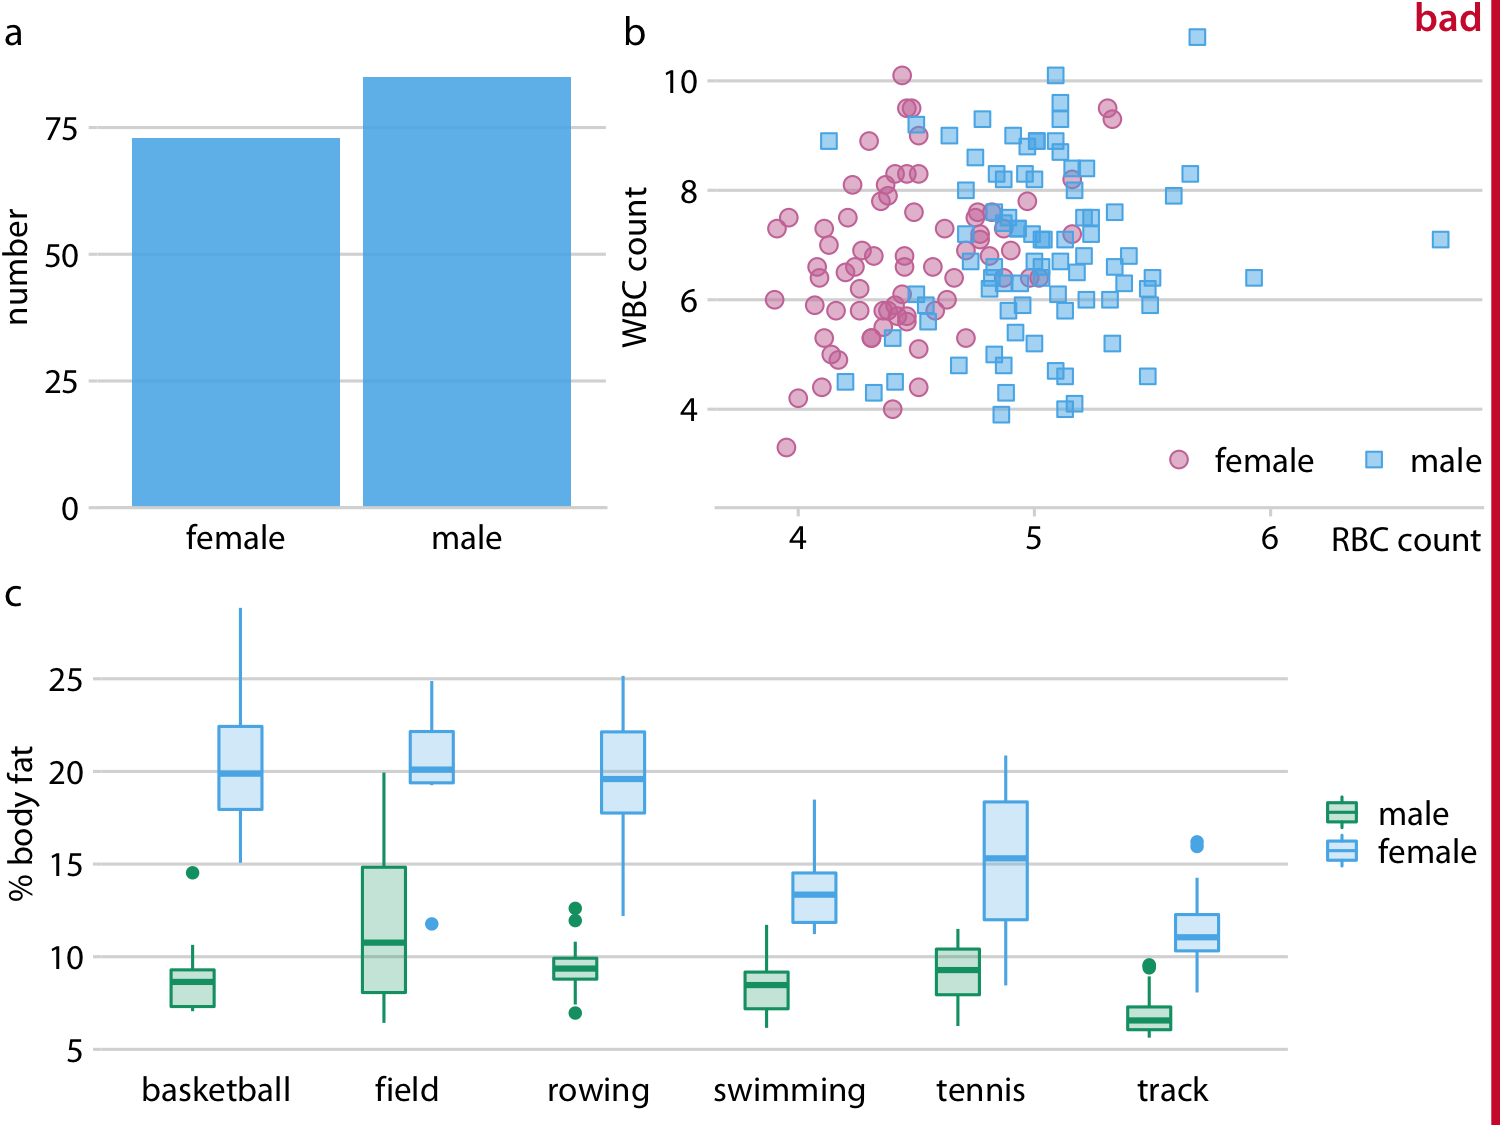 a
number
75
50
25
0
female
male
b
bad
WBC count
10
8
6
4
female
male
4
5
6
RBC count
c
% body fat
25
20
15
10
5
male
female
basketball
field
rowing
swimming
tennis
track